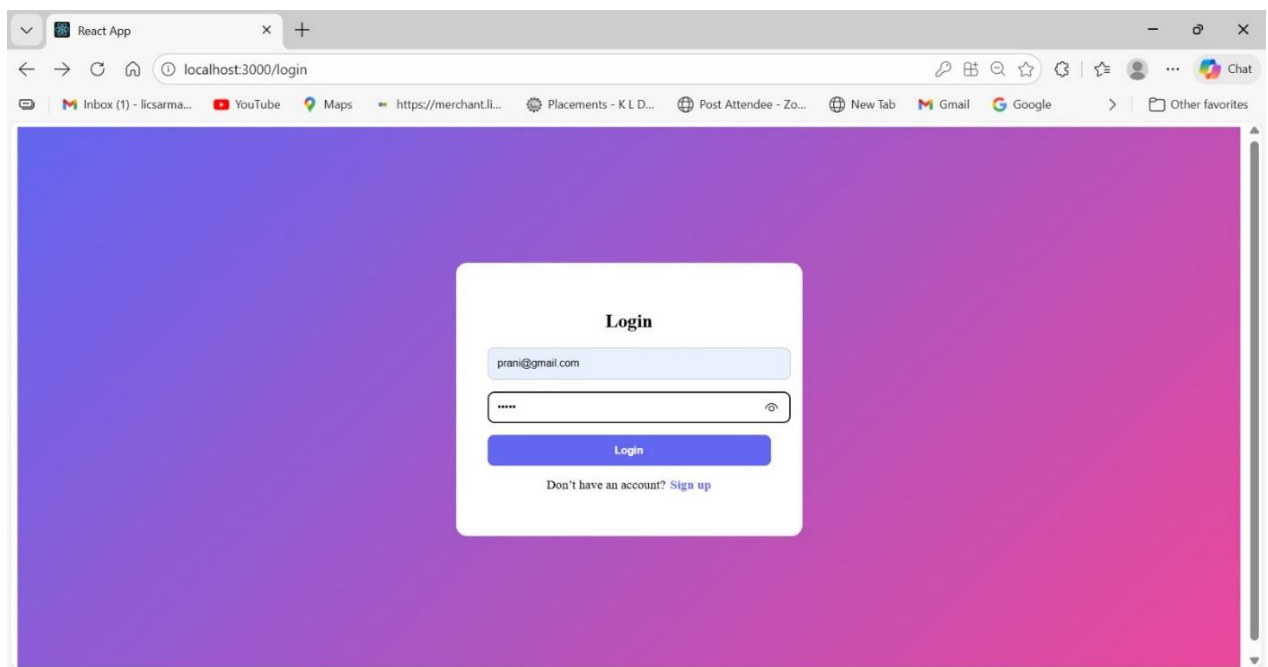 React App
localhost:3000/login
Chat
Inbox (1) - licsarma... YouTube Maps https://merchant.li... Placements - K L D... Post Attendee - Zo... New Tab Gmail Google Other favorites
Login
prani@gmail.com
•••••
Login
Don't have an account? Sign up